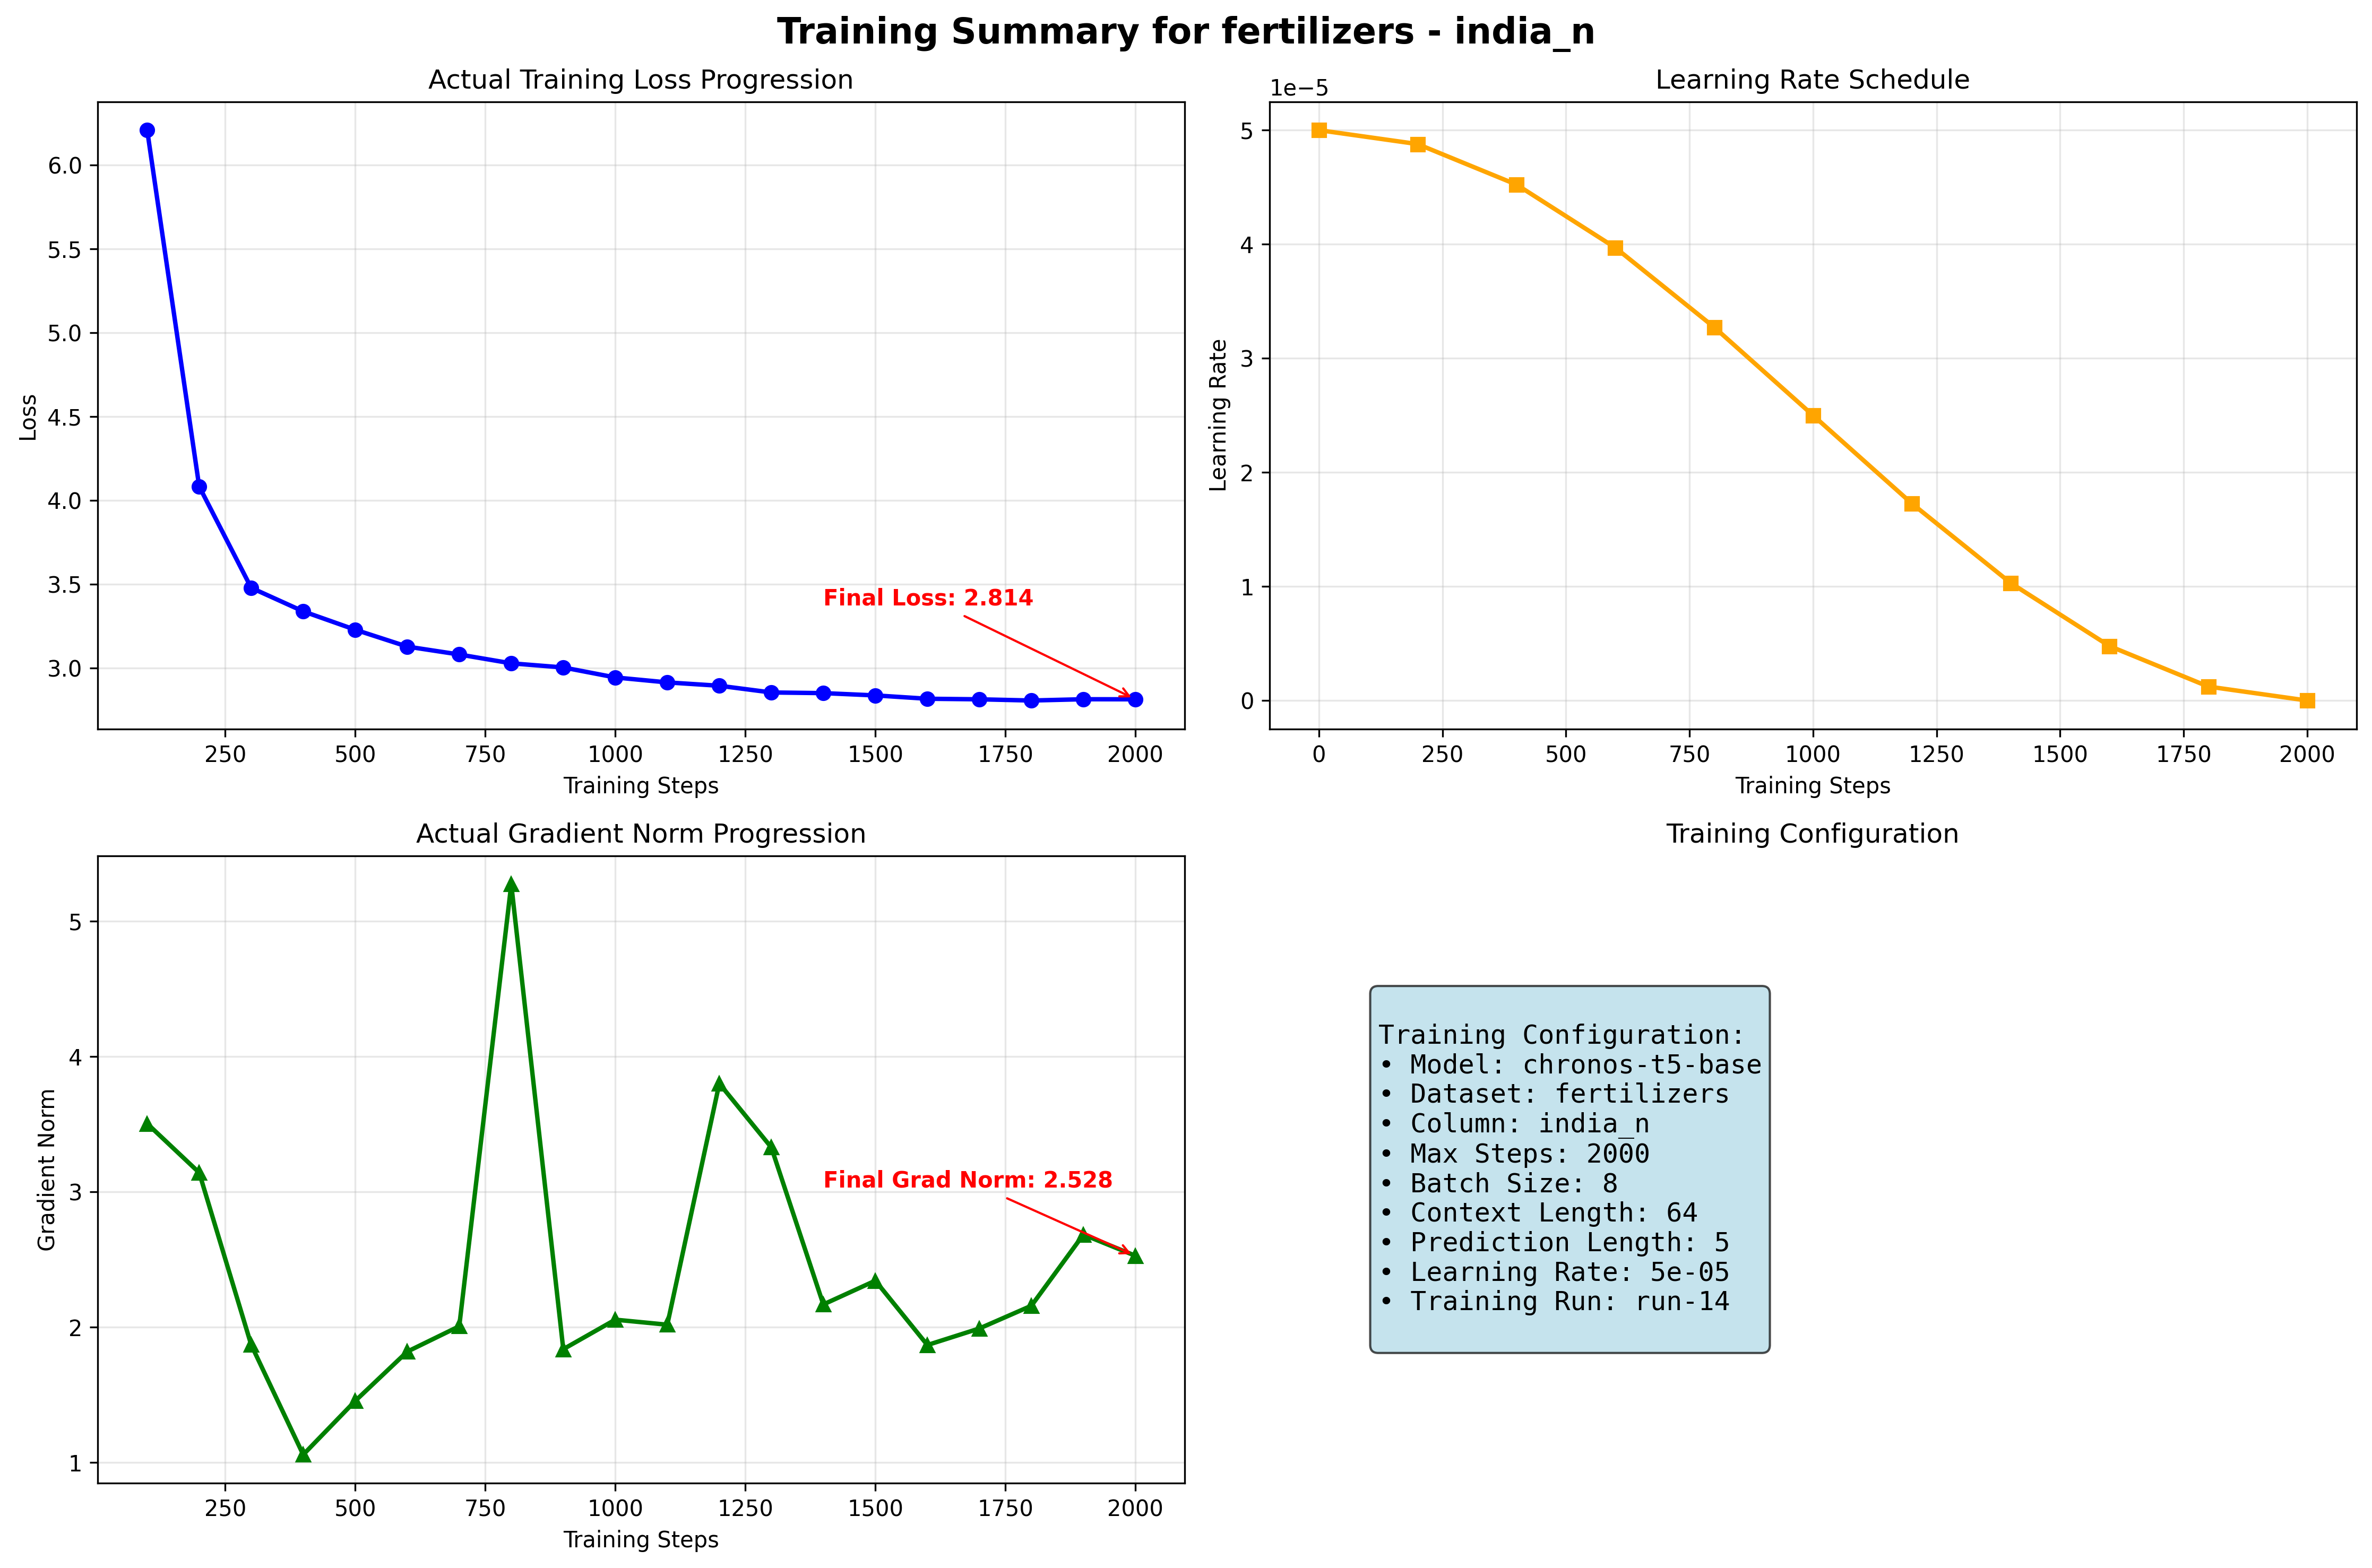 Training Summary for fertilizers - india_n
Actual Training Loss Progression
Loss
6.0
5.5
5.0
4.5
4.0
3.5
3.0
Final Loss: 2.814
250 500 750 1000 1250 1500 1750 2000
Training Steps
Learning Rate Schedule
1e−5
Learning Rate
5
4
3
2
1
0
0 250 500 750 1000 1250 1500 1750 2000
Training Steps
Actual Gradient Norm Progression
Gradient Norm
5
4
3
2
1
Final Grad Norm: 2.528
250 500 750 1000 1250 1500 1750 2000
Training Steps
Training Configuration
Training Configuration:
• Model: chronos-t5-base
• Dataset: fertilizers
• Column: india_n
• Max Steps: 2000
• Batch Size: 8
• Context Length: 64
• Prediction Length: 5
• Learning Rate: 5e-05
• Training Run: run-14